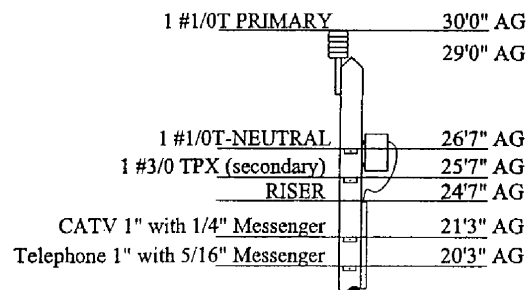 1 #1/0T PRIMARY 30'0" AG
29'0" AG
1 #1/0T-NEUTRAL 26'7" AG
1 #3/0 TPX (secondary) 25'7" AG
RISER 24'7" AG
CATV 1" with 1/4" Messenger 21'3" AG
Telephone 1" with 5/16" Messenger 20'3" AG